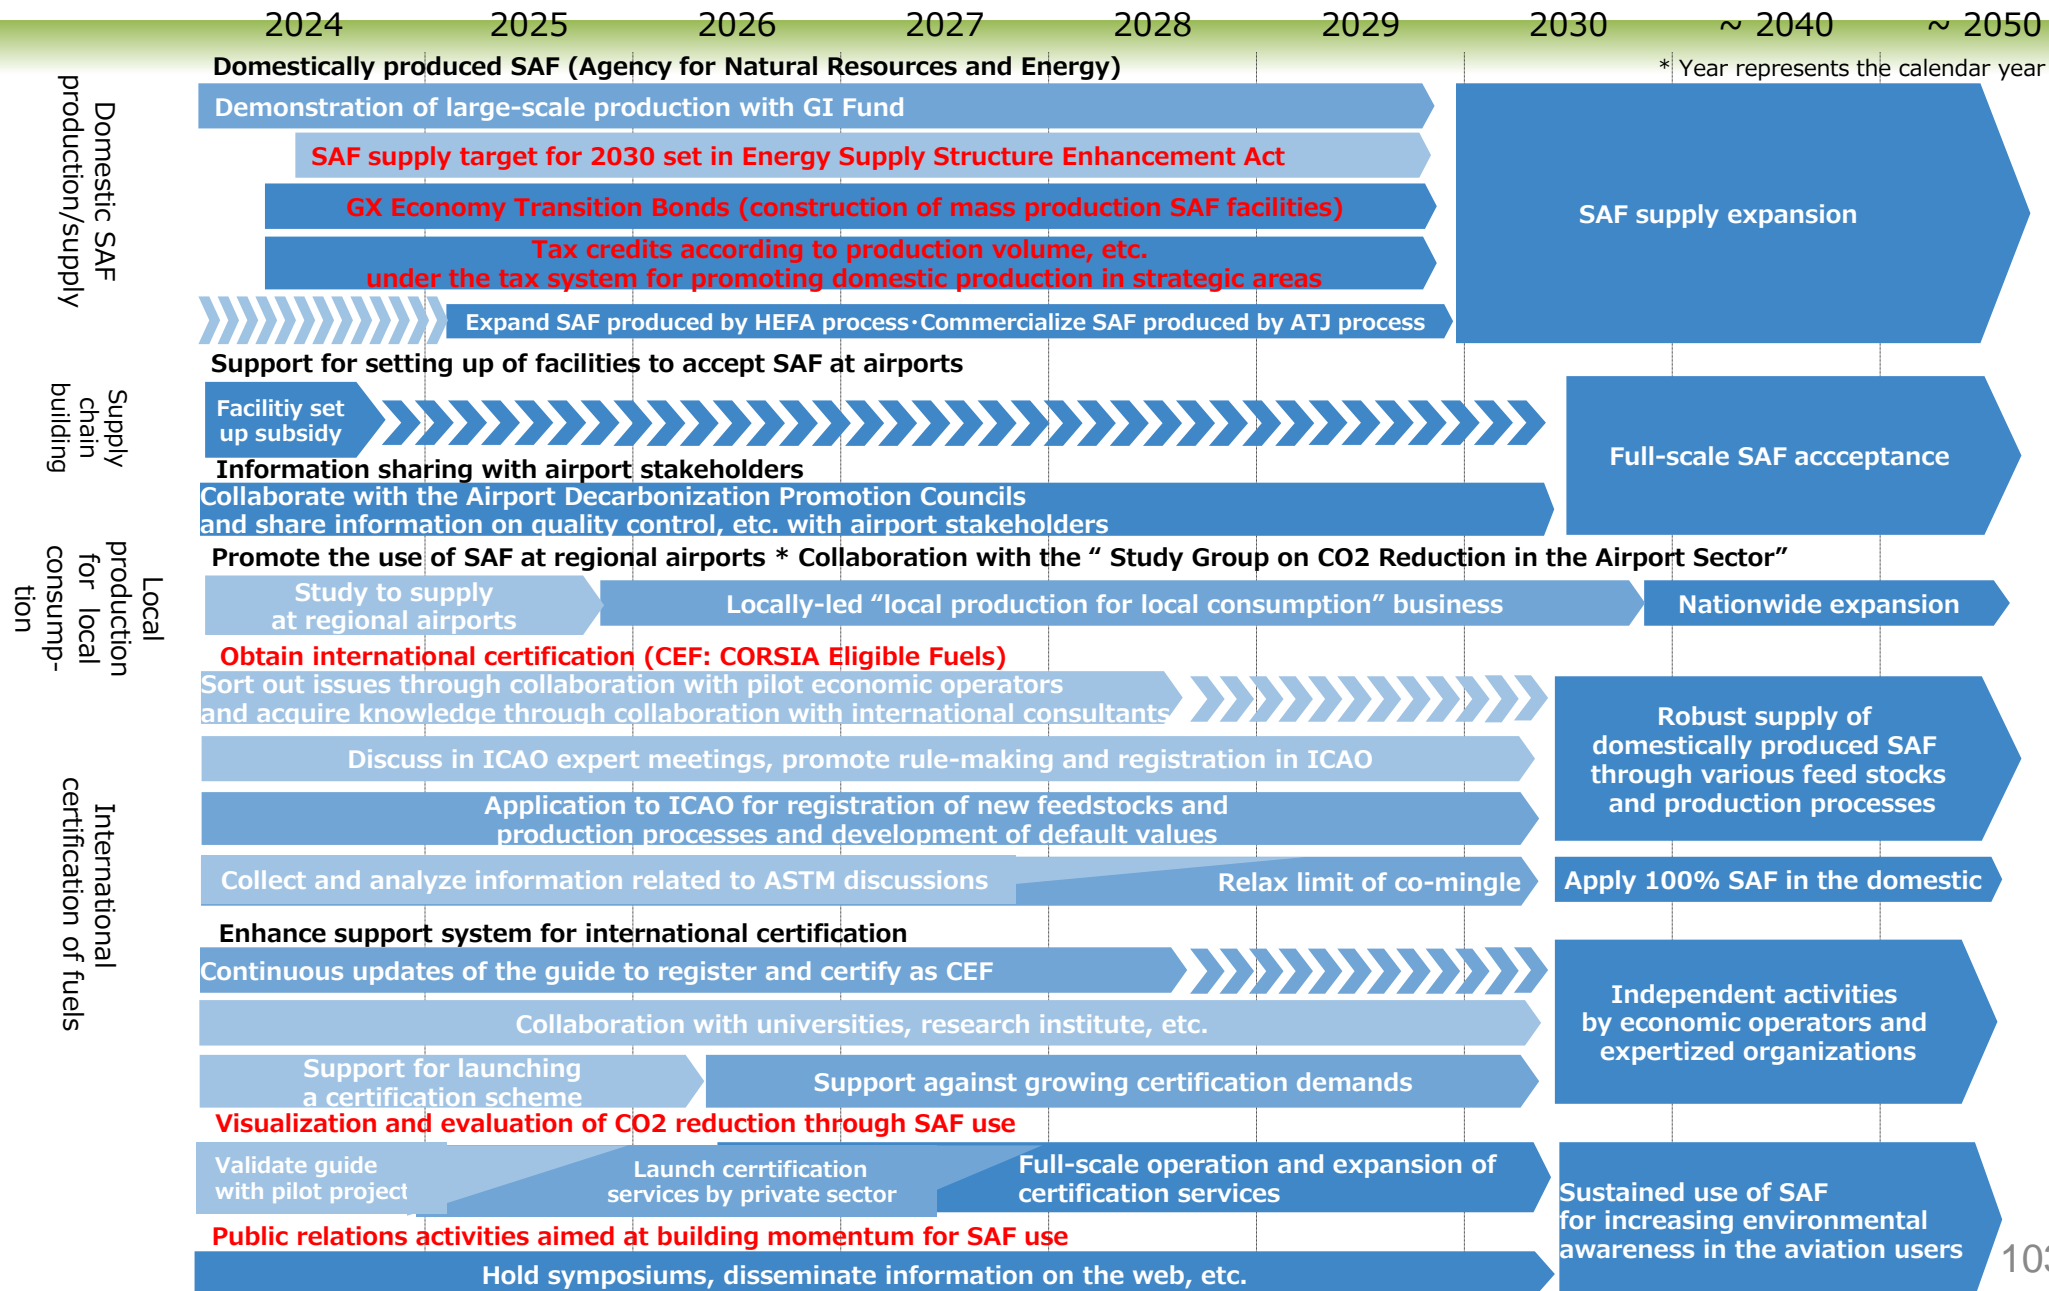 2024 2025 2026 2027 2028 2029 2030 ~ 2040 ~ 2050
* Year represents the calendar year
Domestic SAF
production/supply
Domestically produced SAF (Agency for Natural Resources and Energy)
Demonstration of large-scale production with GI Fund
SAF supply target for 2030 set in Energy Supply Structure Enhancement Act
GX Economy Transition Bonds (construction of mass production SAF facilities)
Tax credits according to production volume, etc.
under the tax system for promoting domestic production in strategic areas
Expand SAF produced by HEFA process・Commercialize SAF produced by ATJ process
SAF supply expansion
Supply
chain
building
Support for setting up of facilities to accept SAF at airports
Facilitiy set
up subsidy
Information sharing with airport stakeholders
Collaborate with the Airport Decarbonization Promotion Councils
and share information on quality control, etc. with airport stakeholders
Full-scale SAF accceptance
Local
production
for local
consump-
tion
Promote the use of SAF at regional airports * Collaboration with the “ Study Group on CO2 Reduction in the Airport Sector”
Study to supply
at regional airports
Locally-led “local production for local consumption” business
Nationwide expansion
International
certification of fuels
Obtain international certification (CEF: CORSIA Eligible Fuels)
Sort out issues through collaboration with pilot economic operators
and acquire knowledge through collaboration with international consultants
Discuss in ICAO expert meetings, promote rule-making and registration in ICAO
Application to ICAO for registration of new feedstocks and
production processes and development of default values
Robust supply of
domestically produced SAF
through various feed stocks
and production processes
Collect and analyze information related to ASTM discussions
Relax limit of co-mingle
Apply 100% SAF in the domestic
Enhance support system for international certification
Continuous updates of the guide to register and certify as CEF
Collaboration with universities, research institute, etc.
Support for launching
a certification scheme
Support against growing certification demands
Independent activities
by economic operators and
expertized organizations
Visualization and evaluation of CO2 reduction through SAF use
Validate guide
with pilot project
Launch cerrtification
services by private sector
Full-scale operation and expansion of
certification services
Public relations activities aimed at building momentum for SAF use
Hold symposiums, disseminate information on the web, etc.
Sustained use of SAF
for increasing environmental
awareness in the aviation users
103